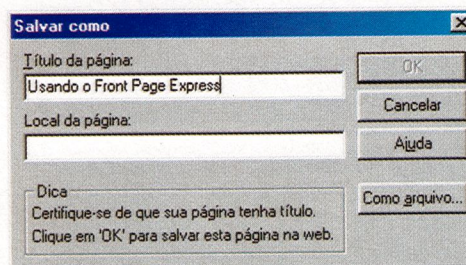 Salvar como
Título da página:
OK
Usando o Front Page Express
Cancelar
Local da página:
Ajuda
Dica
Como arquivo...
Certifique-se de que sua página tenha título.
Clique em 'OK' para salvar esta página na web.